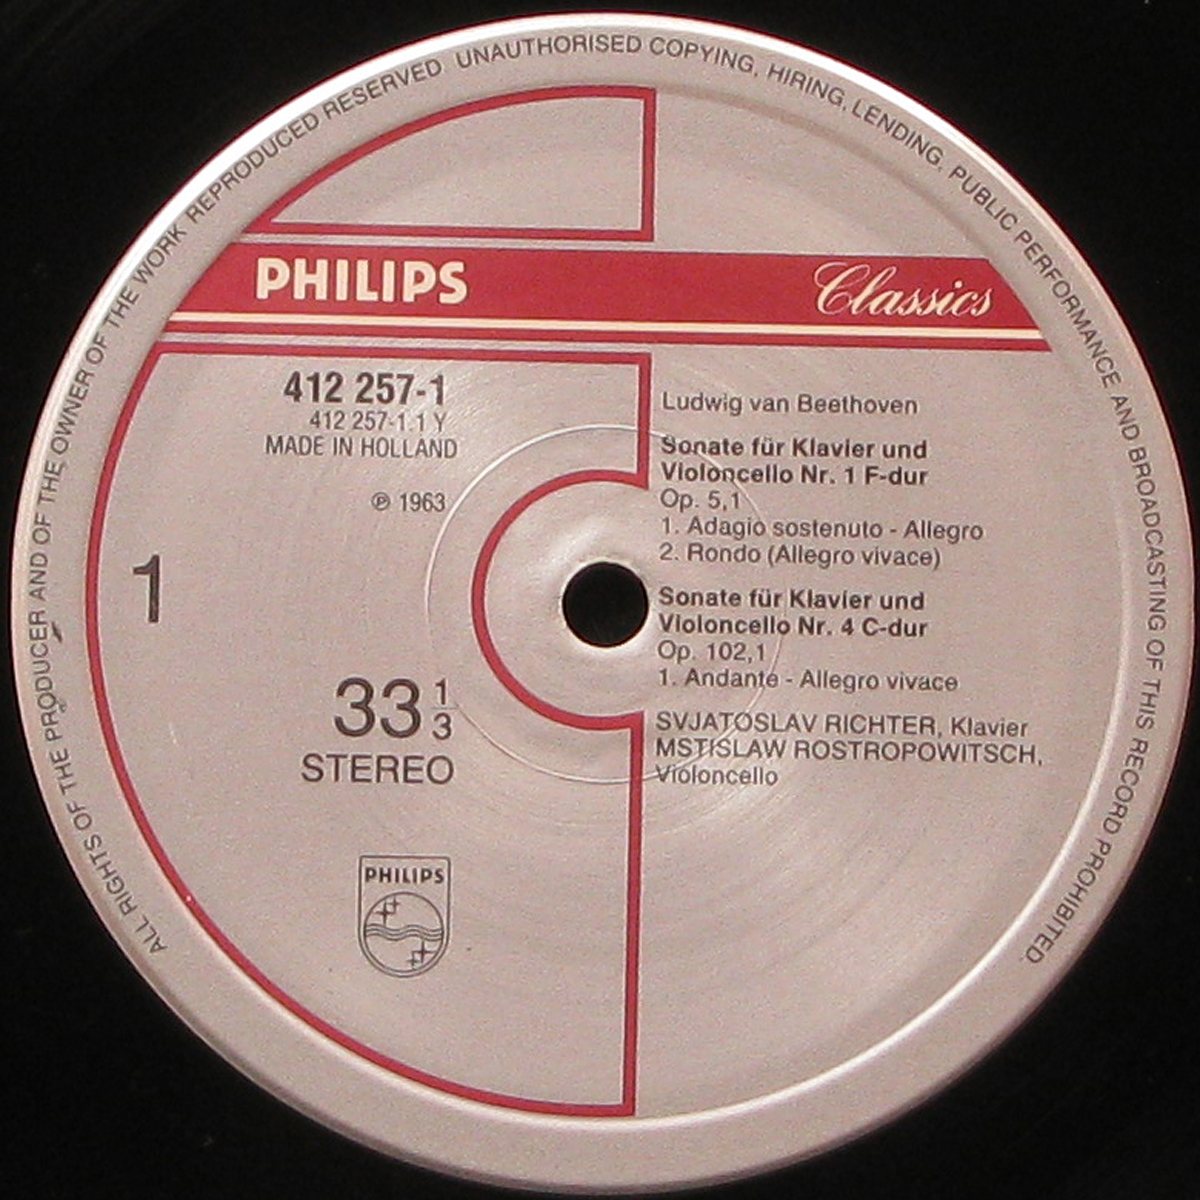 ALL RIGHTS OF THE PRODUCER AND OF THE OWNER OF THE WORK REPRODUCED RESERVED UNAUTHORISED COPYING, HIRING, LENDING, PUBLIC PERFORMANCE AND BROADCASTING OF THIS RECORD PROHIBITED.
PHILIPS Classics
412 257-1
412 257-1.1 Y
MADE IN HOLLAND
℗ 1963
1
33 1/3
STEREO
PHILIPS
Ludwig van Beethoven
Sonate für Klavier und
Violoncello Nr. 1 F-dur
Op. 5,1
1. Adagio sostenuto - Allegro
2. Rondo (Allegro vivace)
Sonate für Klavier und
Violoncello Nr. 4 C-dur
Op. 102,1
1. Andante - Allegro vivace
SVJATOSLAV RICHTER, Klavier
MSTISLAW ROSTROPOWITSCH,
Violoncello